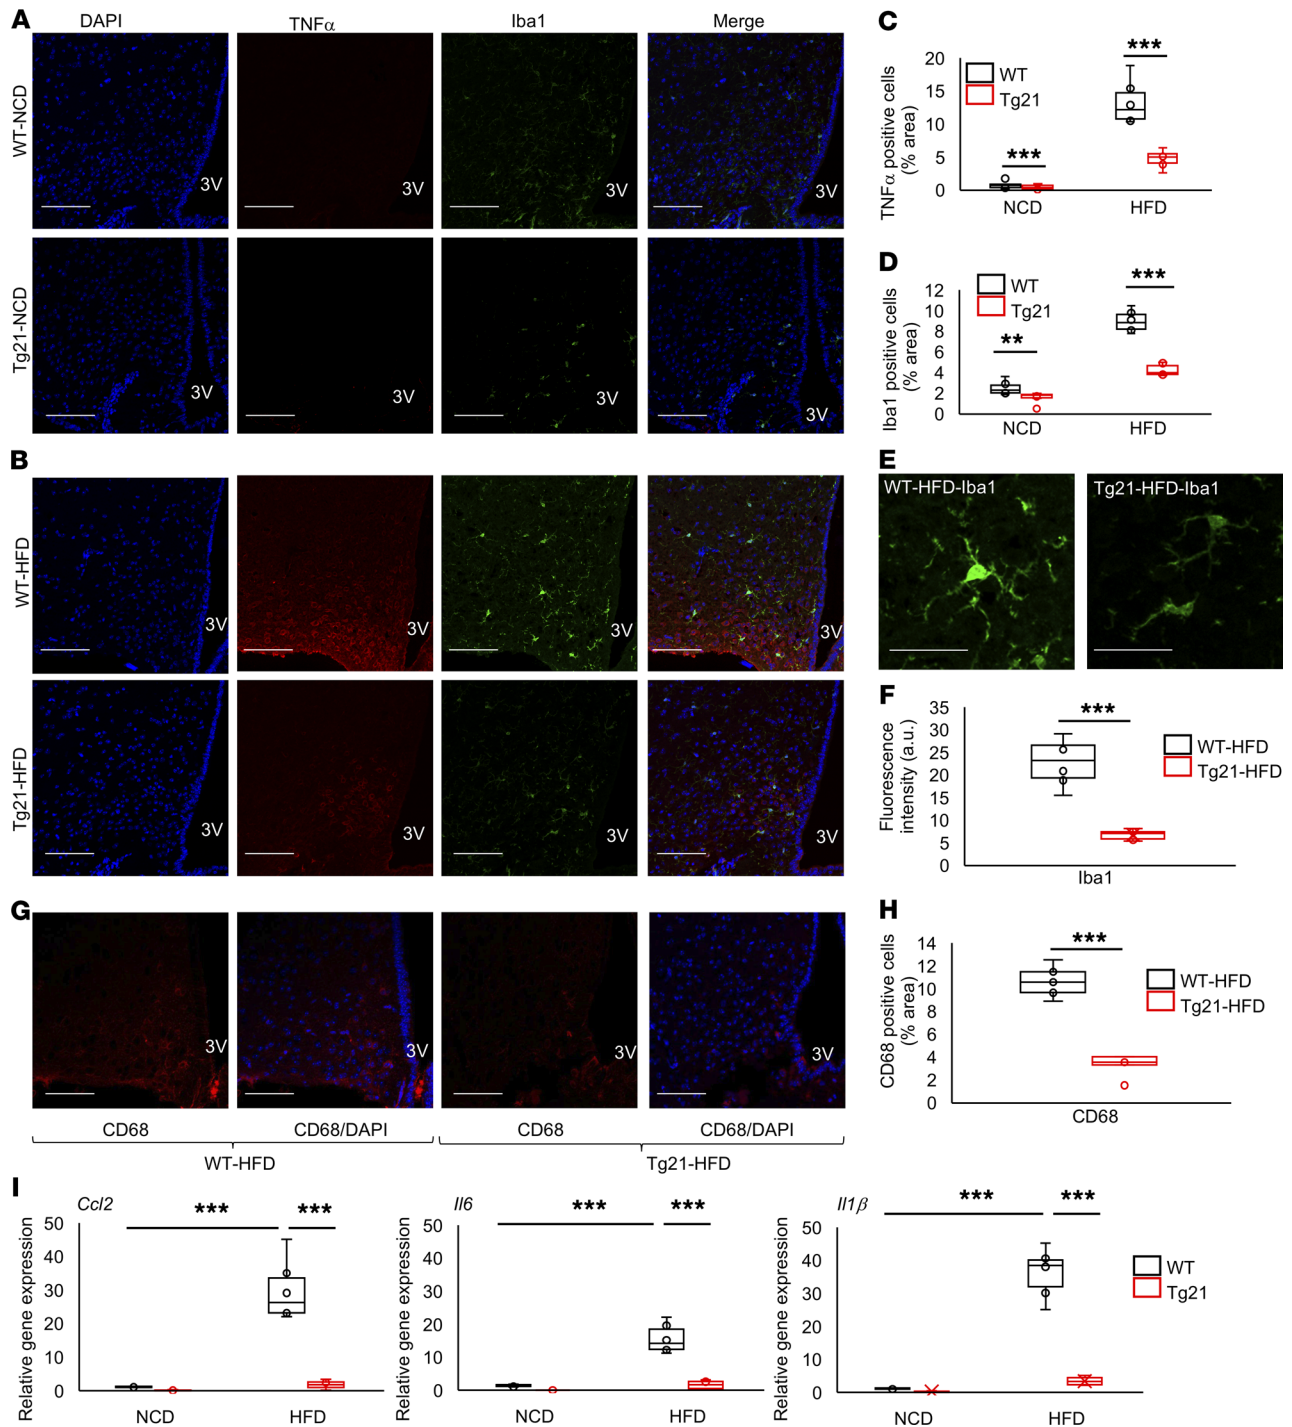 A
DAPI
TNFα
Iba1
Merge
WT-NCD
3V
3V
3V
3V
Tg21-NCD
3V
3V
3V
3V
B
WT-HFD
3V
3V
3V
3V
Tg21-HFD
3V
3V
3V
3V
C
TNFα positive cells
(% area)
20
15
10
5
0
WT
Tg21
***
***
NCD
HFD
D
Iba1 positive cells
(% area)
12
10
8
6
4
2
0
WT
Tg21
**
***
NCD
HFD
E
WT-HFD-Iba1
Tg21-HFD-Iba1
F
Fluorescence
intensity (a.u.)
35
30
25
20
15
10
5
0
***
WT-HFD
Tg21-HFD
Iba1
G
3V
3V
3V
3V
CD68
CD68/DAPI
CD68
CD68/DAPI
WT-HFD
Tg21-HFD
H
CD68 positive cells
(% area)
14
12
10
8
6
4
2
0
***
WT-HFD
Tg21-HFD
CD68
I
Ccl2
Relative gene expression
50
40
30
20
10
0
***
***
NCD
HFD
Il6
Relative gene expression
50
40
30
20
10
0
***
***
NCD
HFD
Il1β
Relative gene expression
50
40
30
20
10
0
***
***
WT
Tg21
NCD
HFD